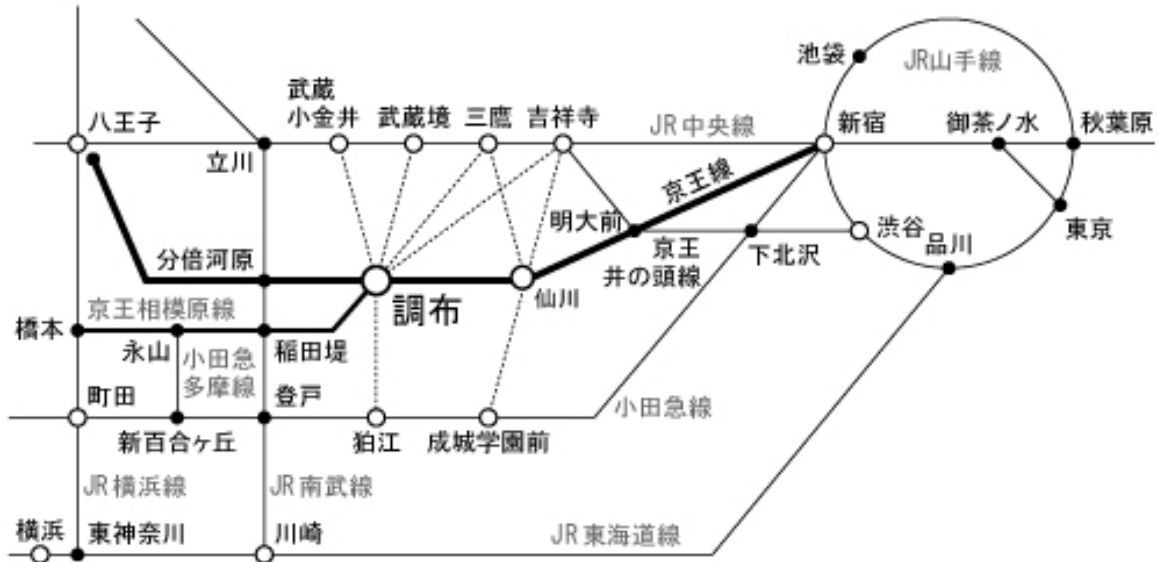 池袋
JR山手線
武蔵
小金井
武蔵境
三鷹
吉祥寺
JR中央線
新宿
御茶ノ水
秋葉原
八王子
立川
京王線
明大前
京王
井の頭線
下北沢
渋谷
品川
東京
分倍河原
調布
仙川
京王相模原線
橋本
永山
小田急
多摩線
稲田堤
町田
登戸
新百合ヶ丘
狛江
成城学園前
小田急線
JR横浜線
JR南武線
横浜
東神奈川
川崎
JR東海道線